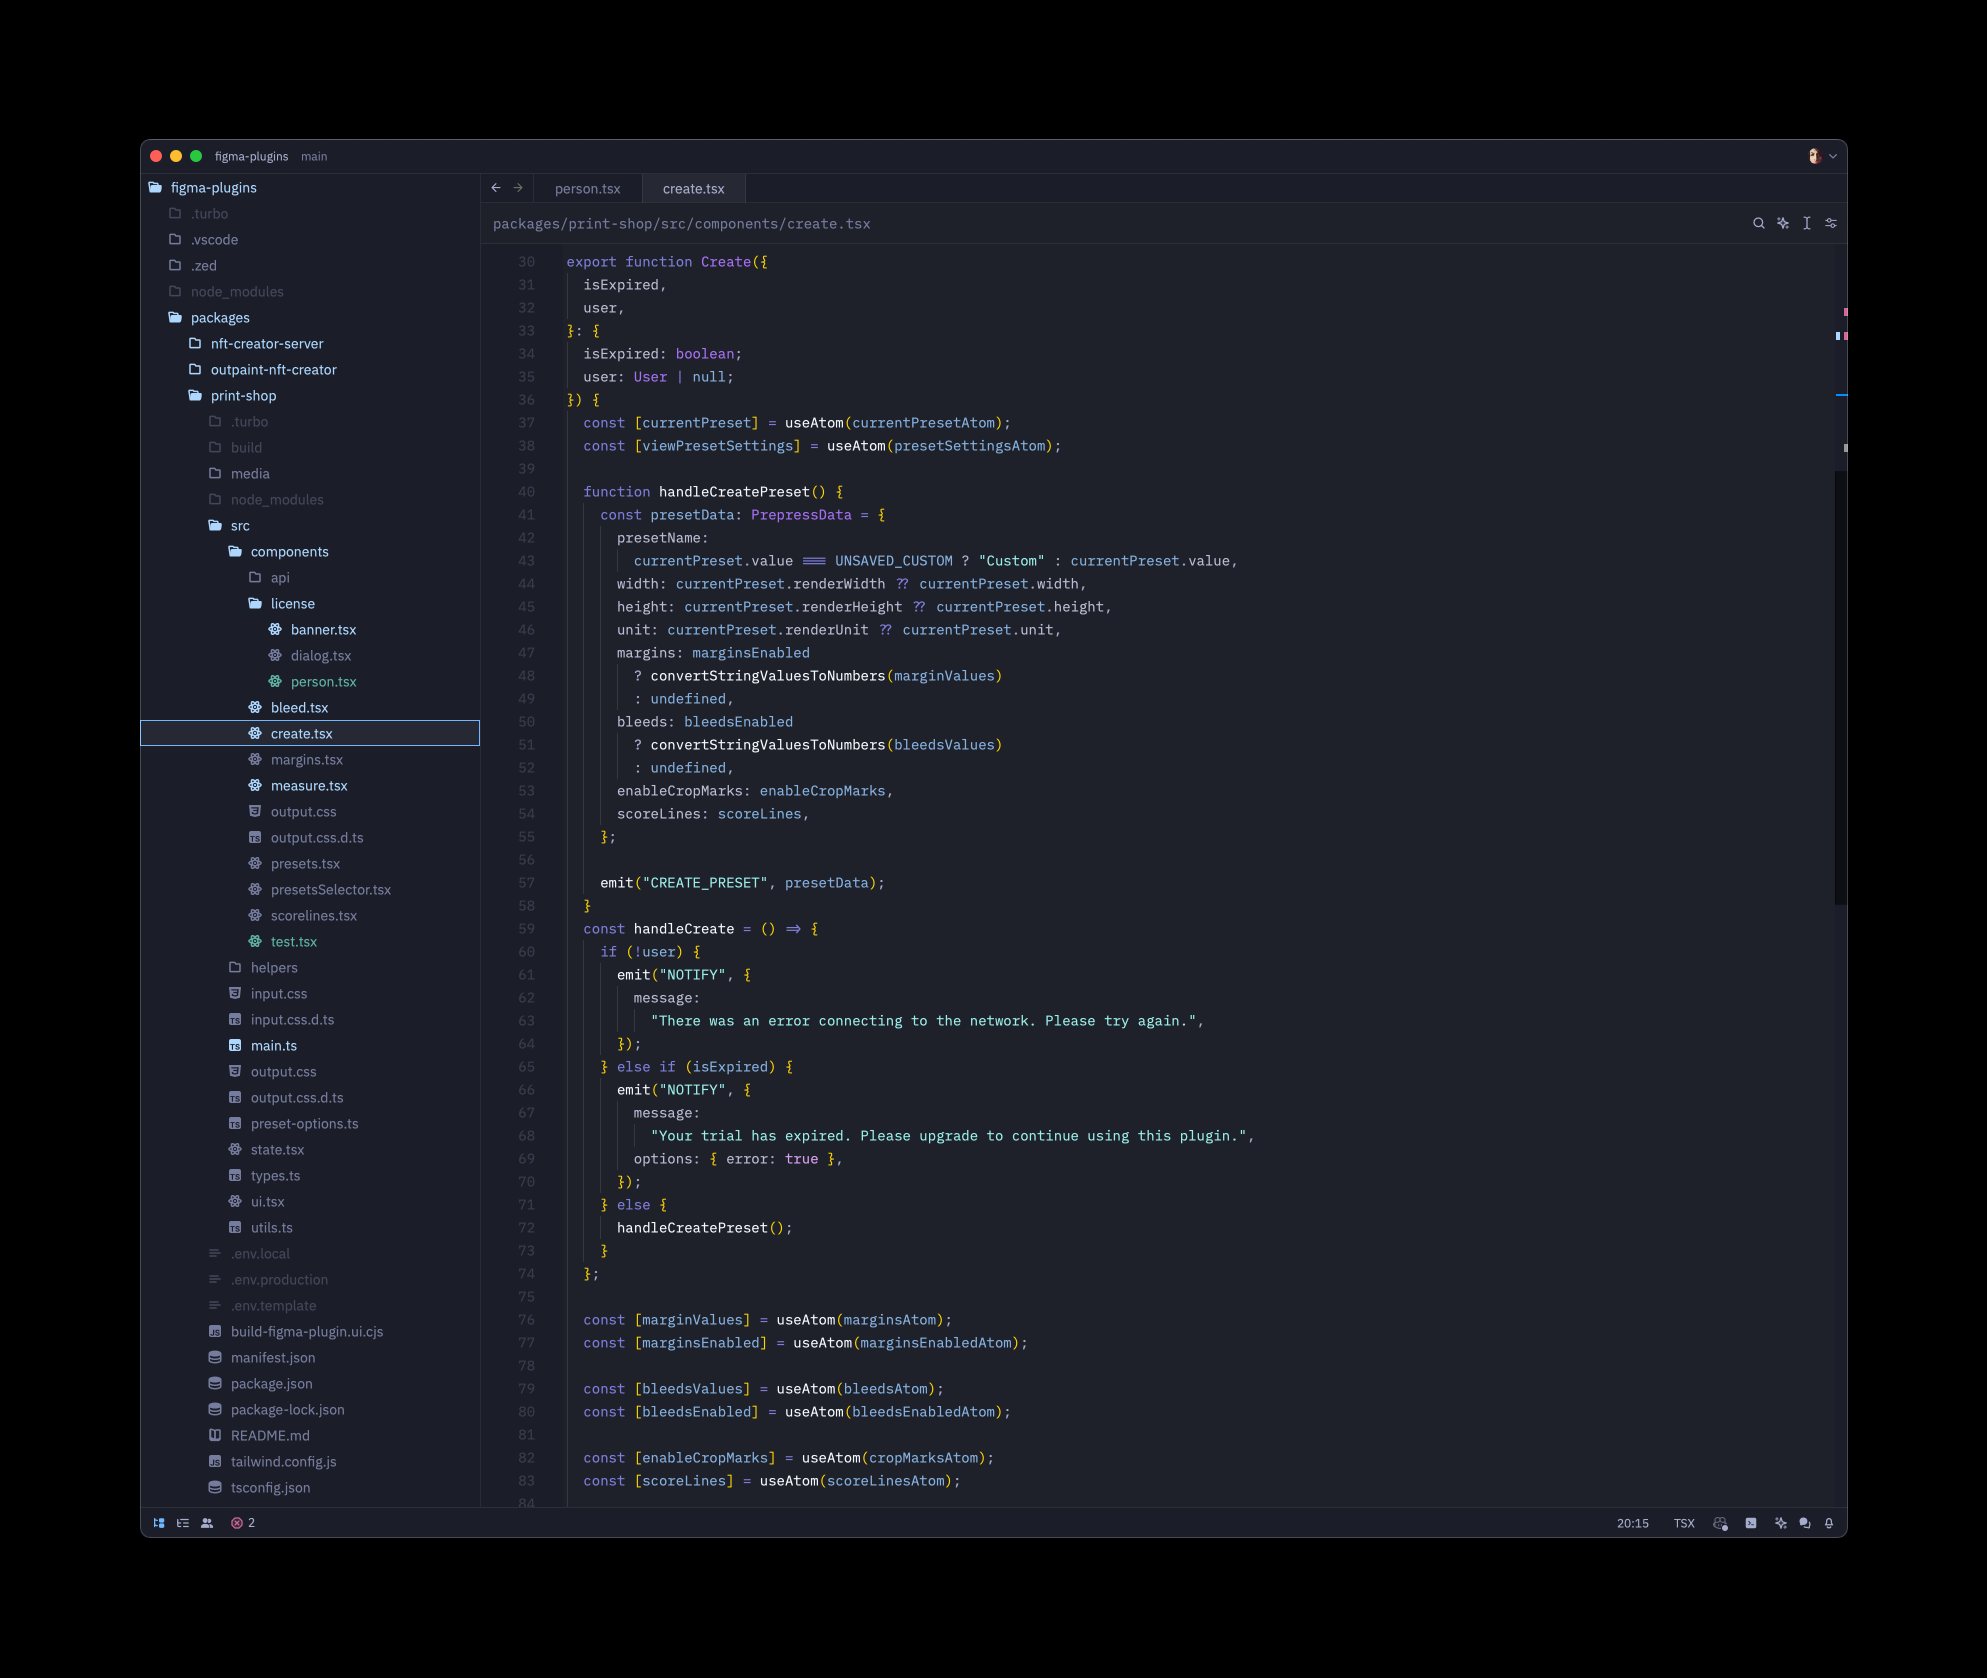 figma-plugins main
figma-plugins
.turbo
.vscode
.zed
node_modules
packages
nft-creator-server
outpaint-nft-creator
print-shop
.turbo
build
media
node_modules
src
components
api
license
banner.tsx
dialog.tsx
person.tsx
bleed.tsx
create.tsx
margins.tsx
measure.tsx
output.css
output.css.d.ts
presets.tsx
presetsSelector.tsx
scorelines.tsx
test.tsx
helpers
input.css
input.css.d.ts
main.ts
output.css
output.css.d.ts
preset-options.ts
state.tsx
types.ts
ui.tsx
utils.ts
.env.local
.env.production
.env.template
build-figma-plugin.ui.cjs
manifest.json
package.json
package-lock.json
README.md
tailwind.config.js
tsconfig.json
person.tsx create.tsx
packages/print-shop/src/components/create.tsx
30 export function Create({
31 isExpired,
32 user,
33 }: {
34 isExpired: boolean;
35 user: User | null;
36 }) {
37 const [currentPreset] = useAtom(currentPresetAtom);
38 const [viewPresetSettings] = useAtom(presetSettingsAtom);
39
40 function handleCreatePreset() {
41 const presetData: PrepressData = {
42 presetName:
43 currentPreset.value === UNSAVED_CUSTOM ? "Custom" : currentPreset.value,
44 width: currentPreset.renderWidth ?? currentPreset.width,
45 height: currentPreset.renderHeight ?? currentPreset.height,
46 unit: currentPreset.renderUnit ?? currentPreset.unit,
47 margins: marginsEnabled
48 ? convertStringValuesToNumbers(marginValues)
49 : undefined,
50 bleeds: bleedsEnabled
51 ? convertStringValuesToNumbers(bleedsValues)
52 : undefined,
53 enableCropMarks: enableCropMarks,
54 scoreLines: scoreLines,
55 };
56
57 emit("CREATE_PRESET", presetData);
58 }
59 const handleCreate = () => {
60 if (!user) {
61 emit("NOTIFY", {
62 message:
63 "There was an error connecting to the network. Please try again.",
64 });
65 } else if (isExpired) {
66 emit("NOTIFY", {
67 message:
68 "Your trial has expired. Please upgrade to continue using this plugin.",
69 options: { error: true },
70 });
71 } else {
72 handleCreatePreset();
73 }
74 };
75
76 const [marginValues] = useAtom(marginsAtom);
77 const [marginsEnabled] = useAtom(marginsEnabledAtom);
78
79 const [bleedsValues] = useAtom(bleedsAtom);
80 const [bleedsEnabled] = useAtom(bleedsEnabledAtom);
81
82 const [enableCropMarks] = useAtom(cropMarksAtom);
83 const [scoreLines] = useAtom(scoreLinesAtom);
84
2 20:15 TSX